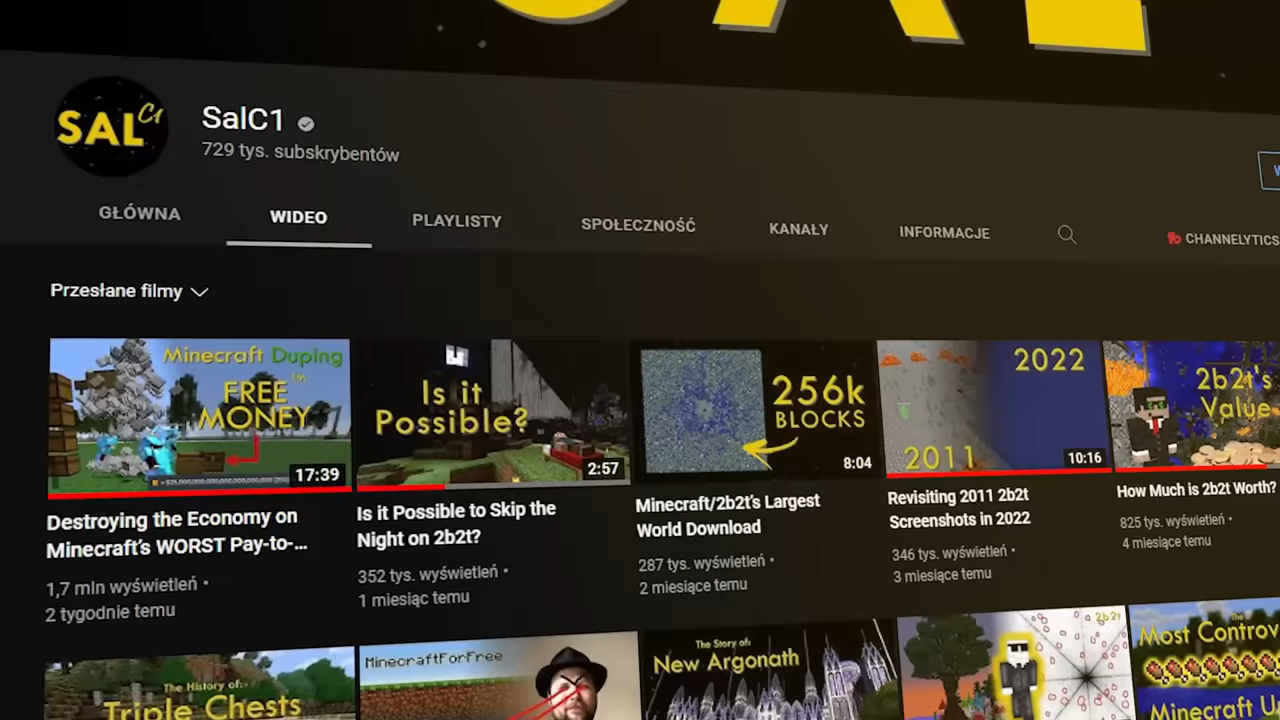 SAL C1
SalC1
729 tys. subskrybentów
GŁÓWNA
WIDEO
PLAYLISTY
SPOŁECZNOŚĆ
KANAŁY
INFORMACJE
CHANNELYTICS
Przesłane filmy
Minecraft Duping
FREE
MONEY
TM
17:39
Destroying the Economy on
Minecraft's WORST Pay-to-...
1,7 mln wyświetleń •
2 tygodnie temu
Is it
Possible?
2:57
Is it Possible to Skip the
Night on 2b2t?
352 tys. wyświetleń •
1 miesiąc temu
256k
BLOCKS
8:04
Minecraft/2b2t's Largest
World Download
287 tys. wyświetleń •
2 miesiące temu
2022
2011
10:16
Revisiting 2011 2b2t
Screenshots in 2022
346 tys. wyświetleń •
3 miesiące temu
2b2t's
Value
How Much is 2b2t Worth?
825 tys. wyświetleń •
4 miesiące temu
The History of:
Triple Chests
MinecraftForFree
The Story of:
New Argonath
2b2t
The
Most Controv
Minecraft U